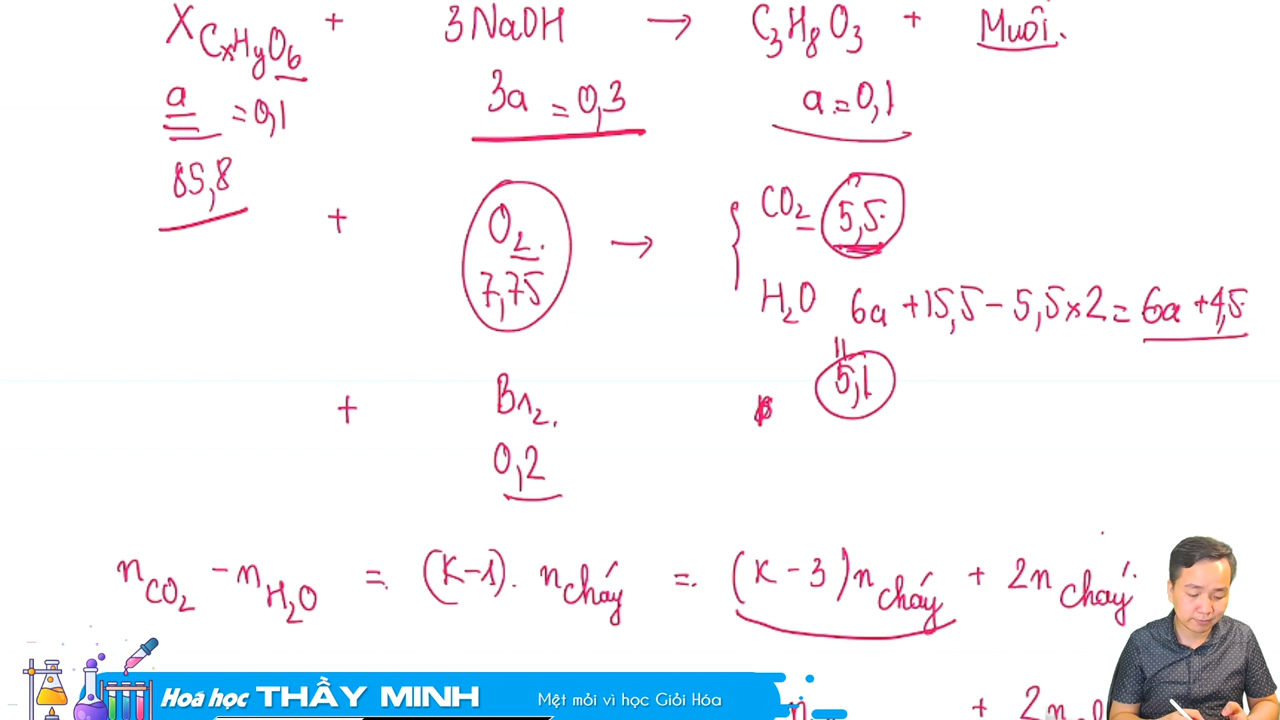 X CxHyO6 + 3NaOH → C3H8O3 + Muối.
a = 0,1 3a = 0,3 a = 0,1
85,8
+ O2. → { CO2 5,5
7,75 H2O 6a + 15,5 - 5,5x2 = 6a + 4,5
"
5,1
+ Br2.
0,2
nCO2 - nH2O = (K-1). ncháy = (K-3)ncháy + 2ncháy
+ 2n
Hoá học THẦY MINH Mệt mỏi vì học Giỏi Hóa